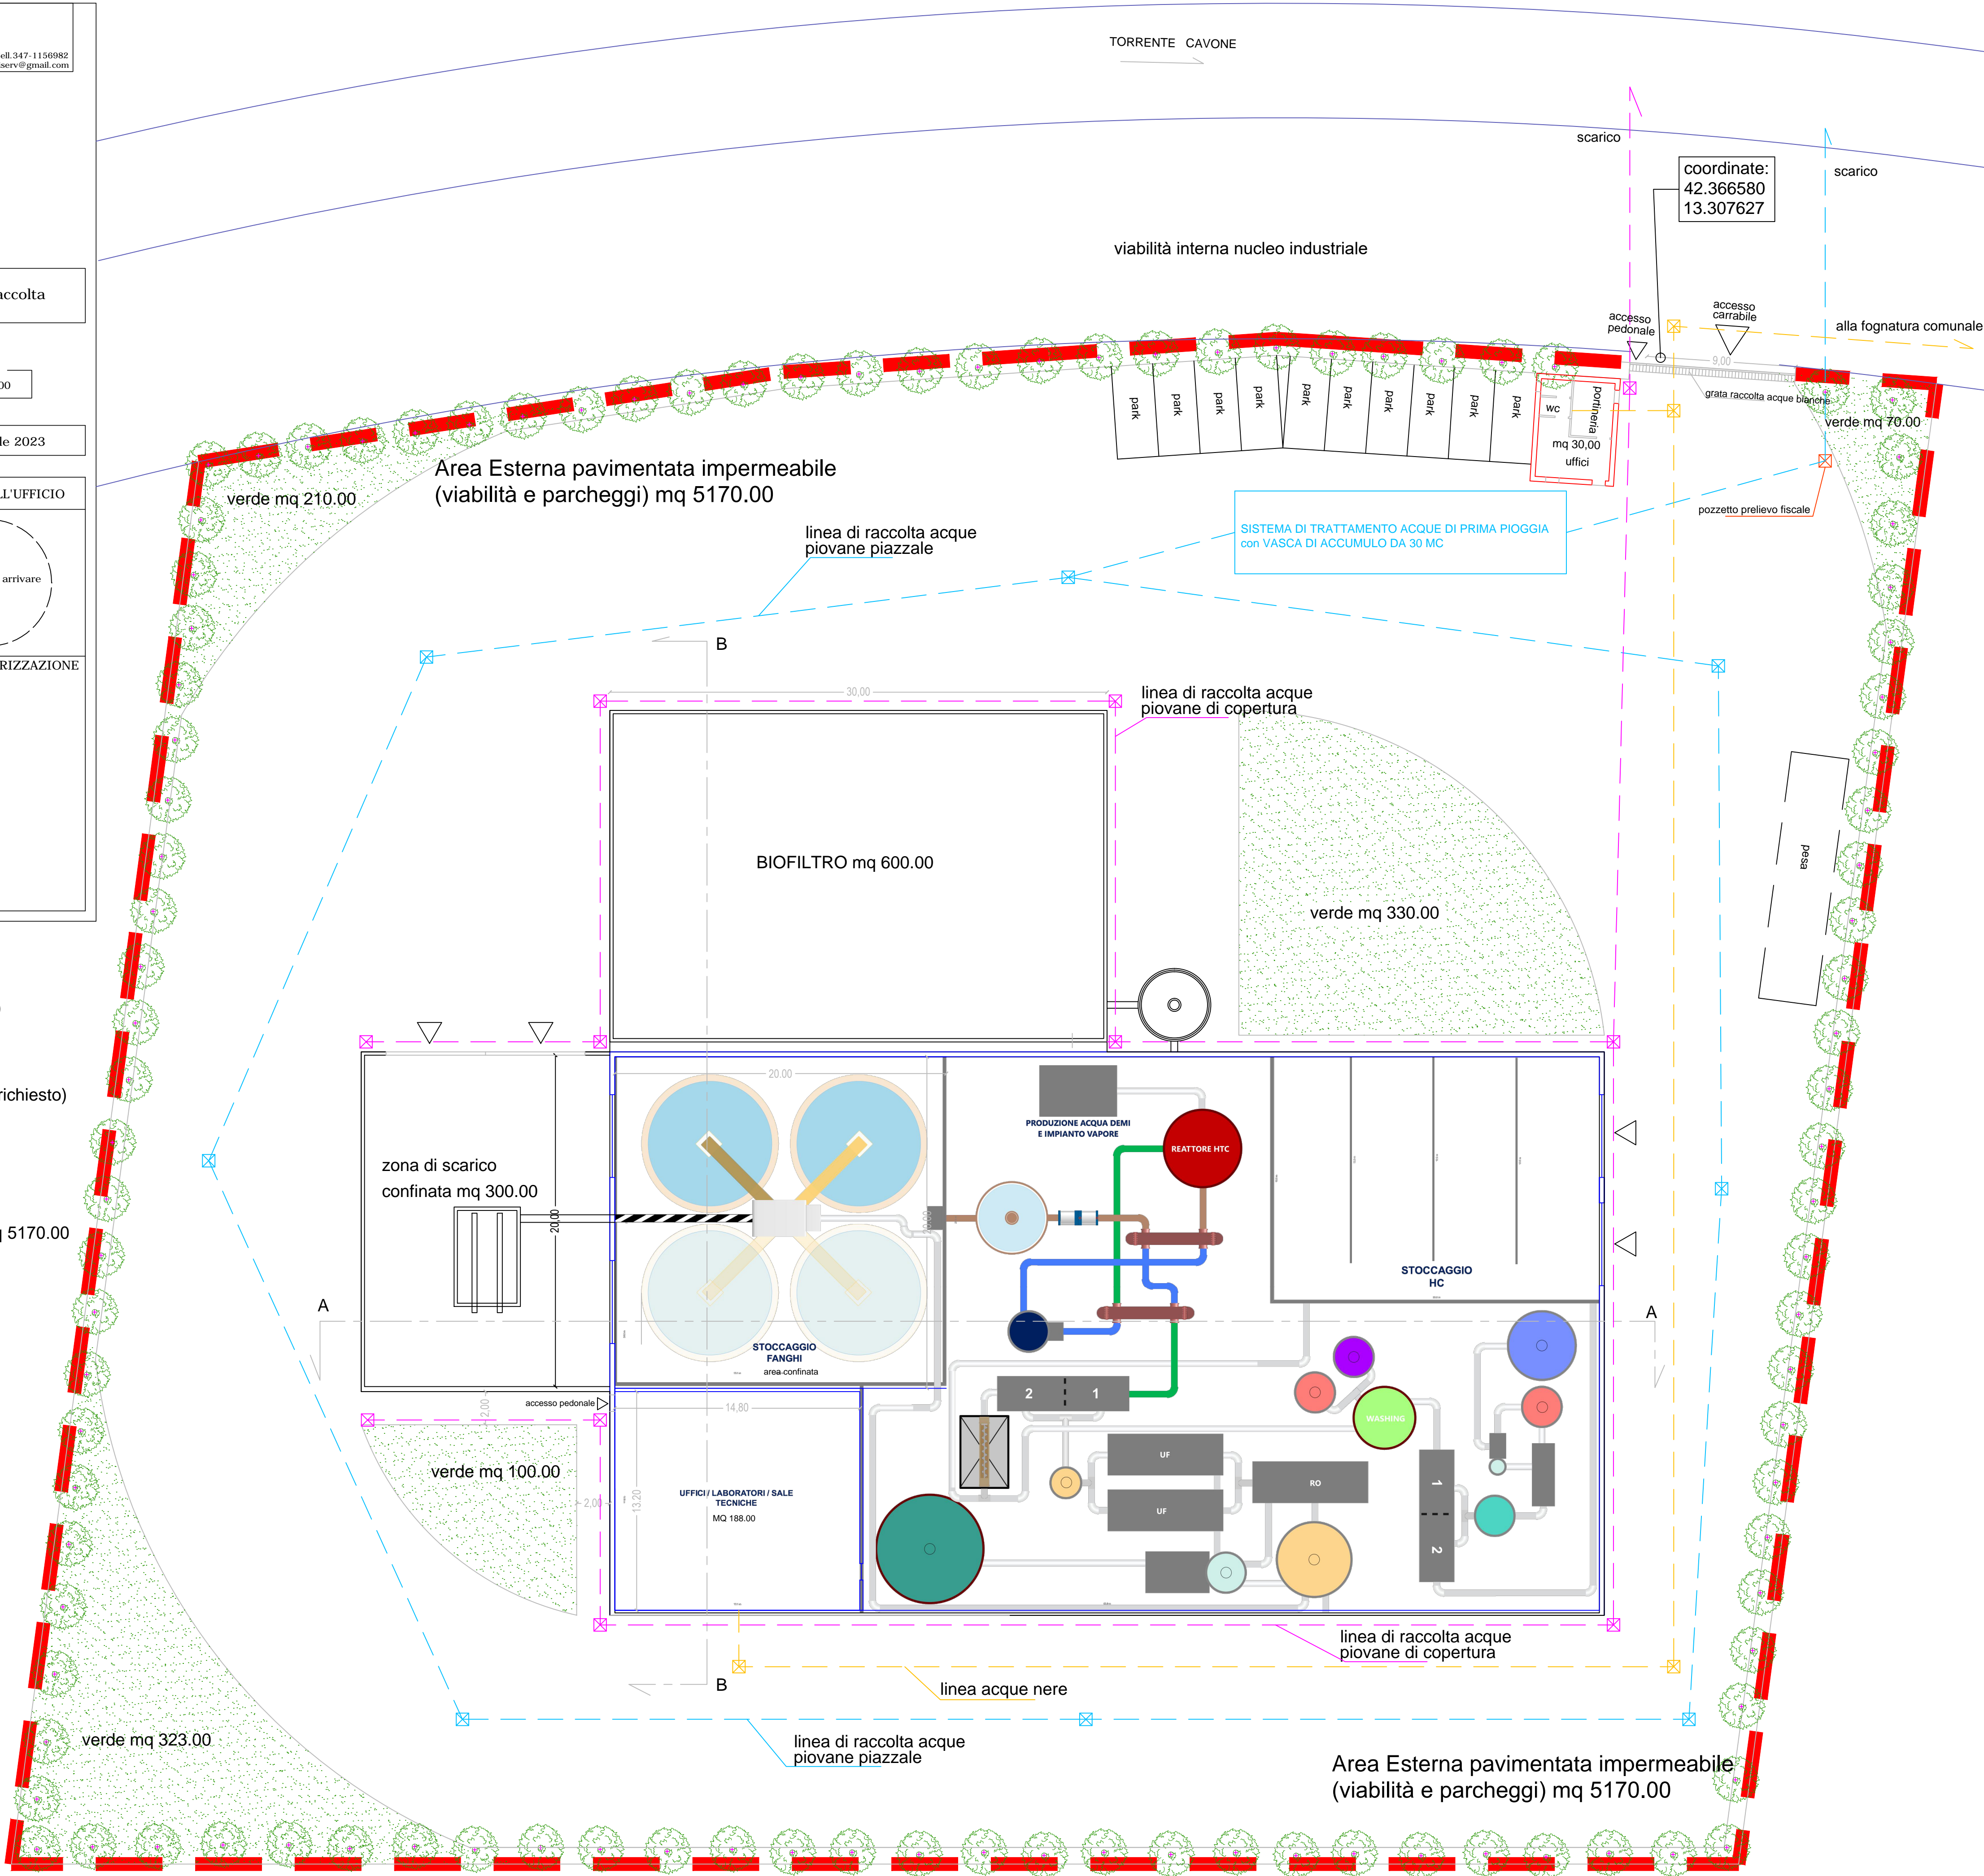 ell.347-1156982
serv@gmail.com
accolta
00
le 2023
LL'UFFICIO
arrivare
RIZZAZIONE
richiesto)
q 5170.00
TORRENTE CAVONE
scarico
scarico
coordinate:
42.366580
13.307627
viabilità interna nucleo industriale
accesso
pedonale
accesso
carrabile
alla fognatura comunale
9,00
grata raccolta acque bianche
verde mq 70.00
park
park
park
park
park
park
park
park
park
park
wc
portineria
mq 30,00
uffici
pozzetto prelievo fiscale
Area Esterna pavimentata impermeabile
(viabilità e parcheggi) mq 5170.00
verde mq 210.00
linea di raccolta acque
piovane piazzale
SISTEMA DI TRATTAMENTO ACQUE DI PRIMA PIOGGIA
con VASCA DI ACCUMULO DA 30 MC
B
30,00
linea di raccolta acque
piovane di copertura
BIOFILTRO mq 600.00
verde mq 330.00
pesa
20.00
PRODUZIONE ACQUA DEMI
E IMPIANTO VAPORE
REATTORE HTC
zona di scarico
confinata mq 300.00
20,00
STOCCAGGIO
HC
A
A
STOCCAGGIO
FANGHI
area confinata
2 1
accesso pedonale
2,00
14,80
WASHING
verde mq 100.00
2,00
13.20
UFFICI / LABORATORI / SALE
TECNICHE
MQ 188.00
UF
UF
RO
1
2
linea di raccolta acque
piovane di copertura
B
linea acque nere
verde mq 323.00
linea di raccolta acque
piovane piazzale
Area Esterna pavimentata impermeabile
(viabilità e parcheggi) mq 5170.00